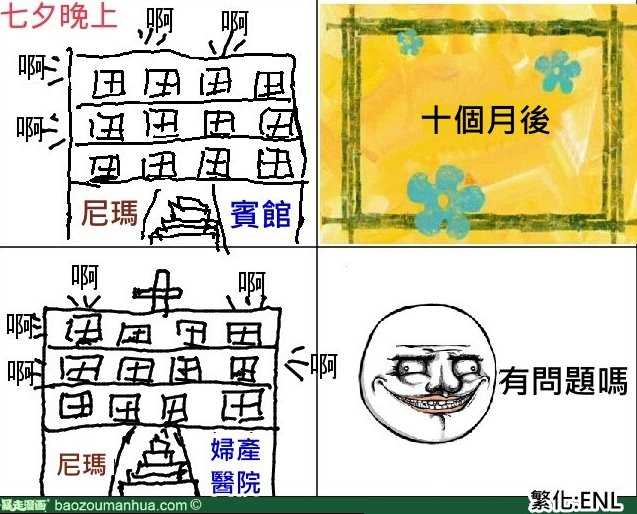 七夕晚上
啊
啊
啊
啊
尼瑪
賓館
十個月後
啊
啊
啊
啊
啊
尼瑪
婦產
醫院
有問題嗎
暴走漫画 baozoumanhua.com ©
繁化:ENL